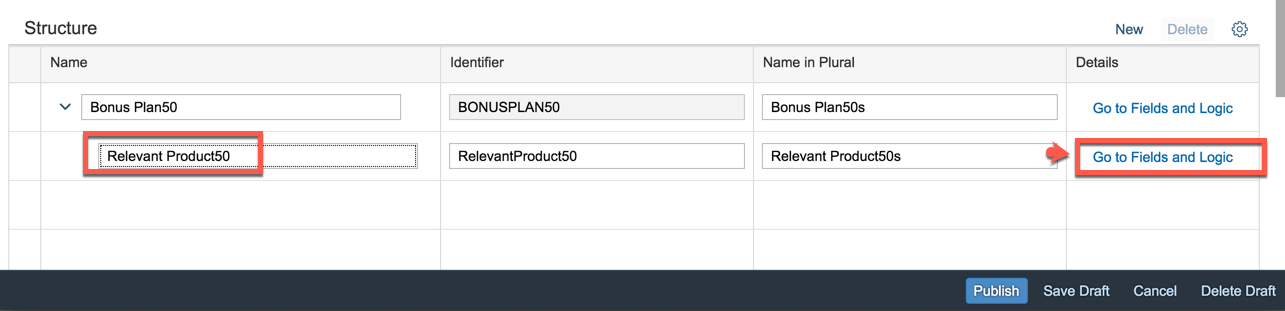 Structure
New Delete
Name Identifier Name in Plural Details
Bonus Plan50 BONUSPLAN50 Bonus Plan50s Go to Fields and Logic
Relevant Product50 RelevantProduct50 Relevant Product50s Go to Fields and Logic
Publish Save Draft Cancel Delete Draft